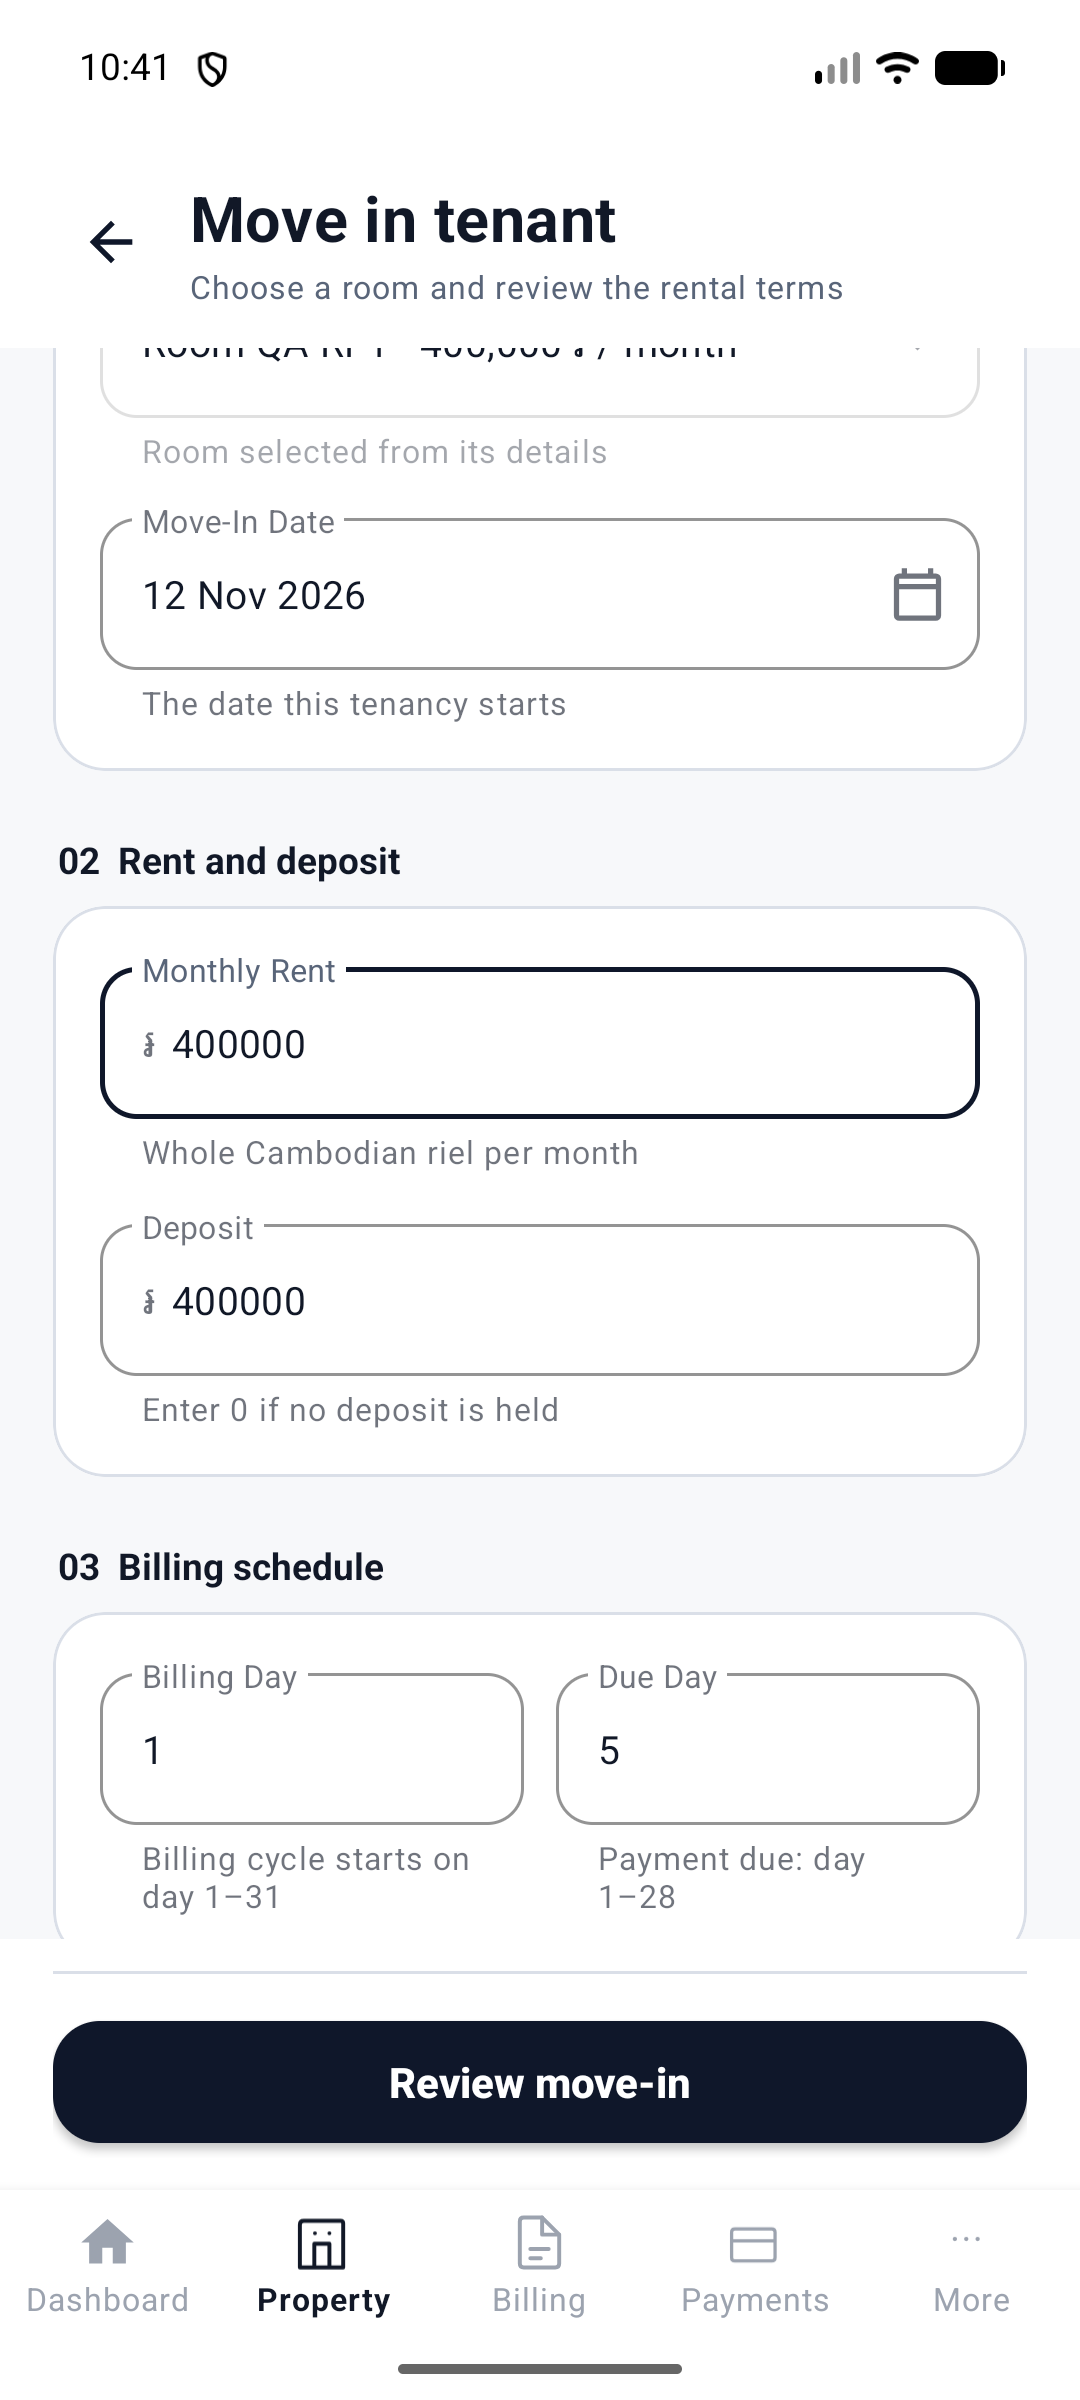 10:41
Move in tenant
Choose a room and review the rental terms
400,000 ៛ / month
Room selected from its details
Move-In Date
12 Nov 2026
The date this tenancy starts
02 Rent and deposit
Monthly Rent
៛ 400000
Whole Cambodian riel per month
Deposit
៛ 400000
Enter 0 if no deposit is held
03 Billing schedule
Billing Day
Due Day
1
5
Billing cycle starts on
day 1–31
Payment due: day
1–28
Review move-in
Dashboard
Property
Billing
Payments
More